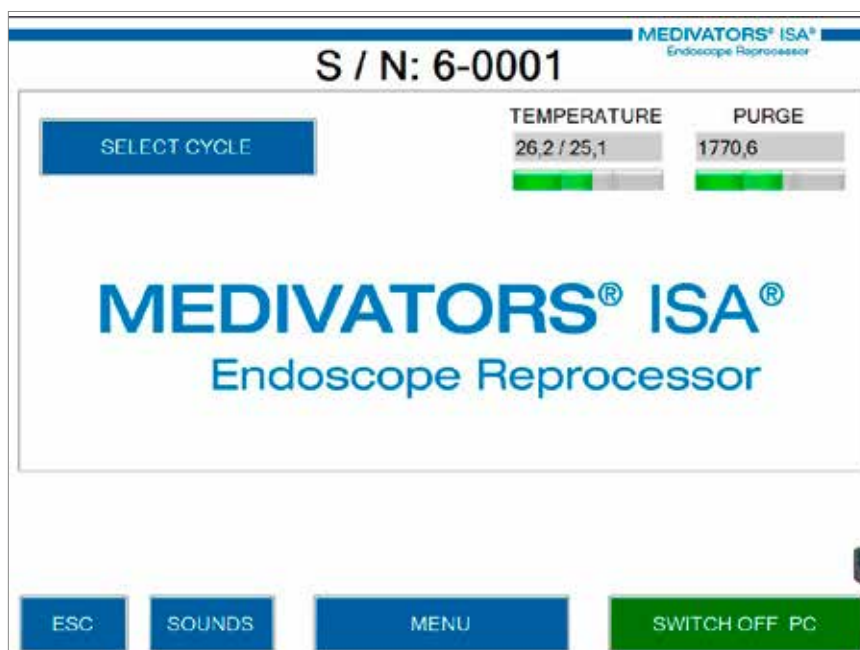 MEDIVATORS® ISA®
Endoscope Reprocessor
S / N: 6-0001
SELECT CYCLE
TEMPERATURE
PURGE
26,2 / 25,1
1770,6
MEDIVATORS® ISA®
Endoscope Reprocessor
ESC
SOUNDS
MENU
SWITCH OFF PC